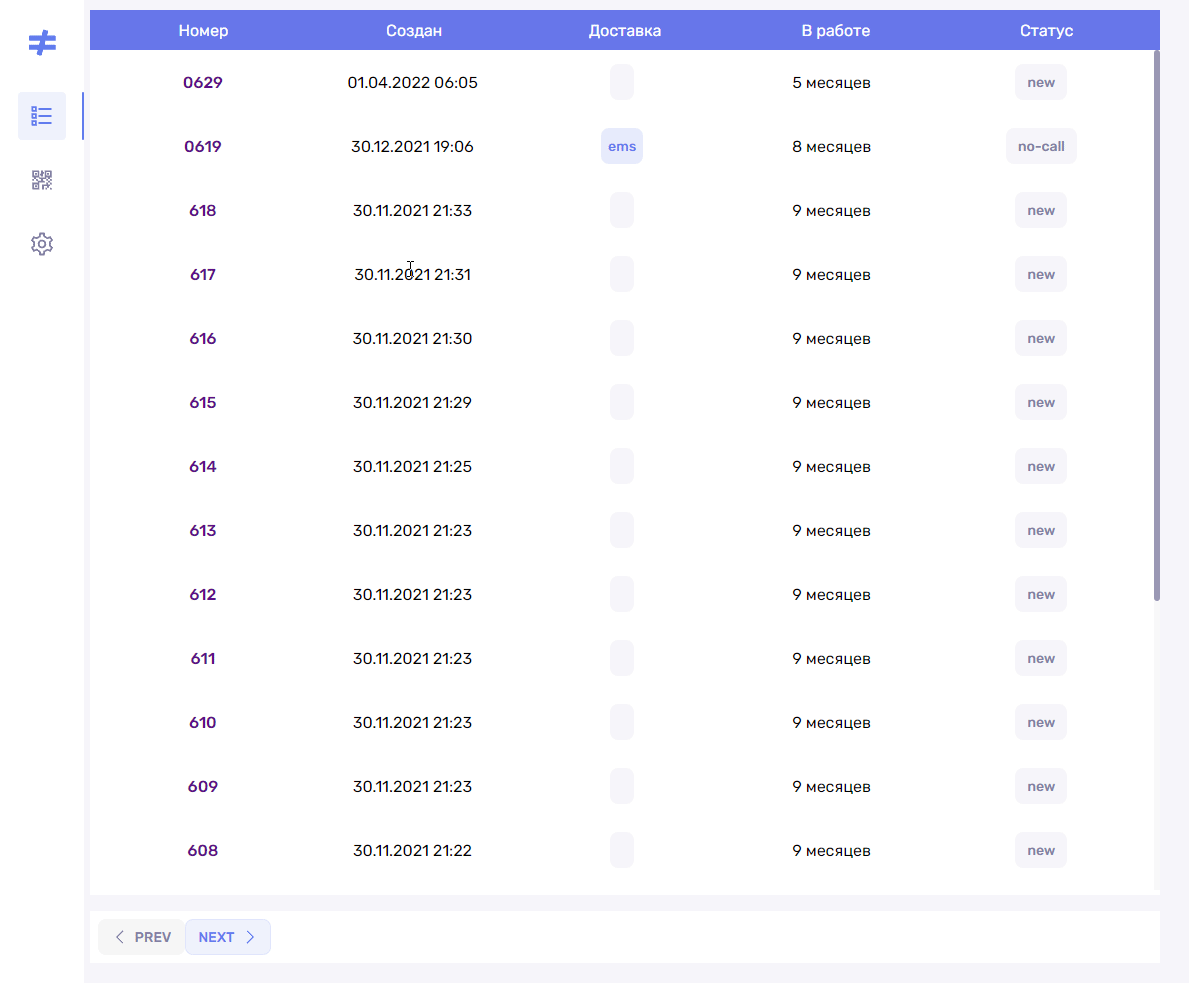 Номер Создан Доставка В работе Статус
0629 01.04.2022 06:05 5 месяцев new
0619 30.12.2021 19:06 ems 8 месяцев no-call
618 30.11.2021 21:33 9 месяцев new
617 30.11.2021 21:31 9 месяцев new
616 30.11.2021 21:30 9 месяцев new
615 30.11.2021 21:29 9 месяцев new
614 30.11.2021 21:25 9 месяцев new
613 30.11.2021 21:23 9 месяцев new
612 30.11.2021 21:23 9 месяцев new
611 30.11.2021 21:23 9 месяцев new
610 30.11.2021 21:23 9 месяцев new
609 30.11.2021 21:23 9 месяцев new
608 30.11.2021 21:22 9 месяцев new
PREV NEXT